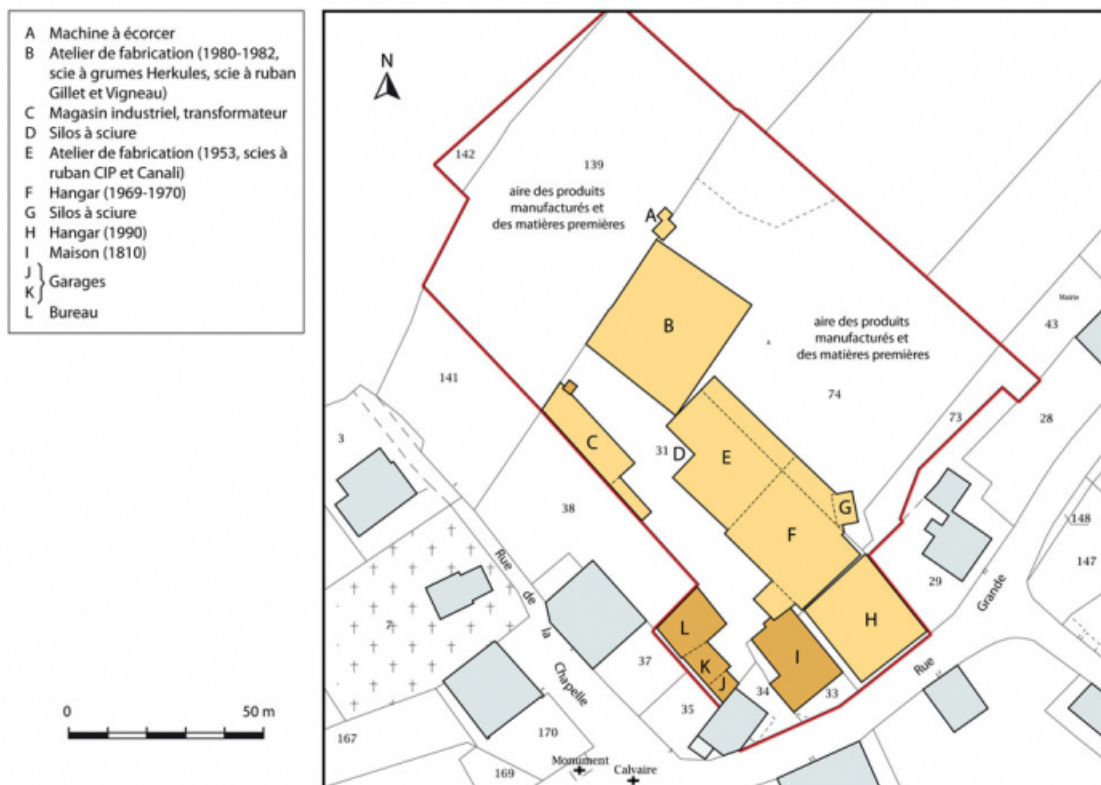 A Machine à écorcer
B Atelier de fabrication (1980-1982,
scie à grumes Herkules, scie à ruban
Gillet et Vigneau)
C Magasin industriel, transformateur
D Silos à sciure
E Atelier de fabrication (1953, scies à
ruban CIP et Canali)
F Hangar (1969-1970)
G Silos à sciure
H Hangar (1990)
I Maison (1810)
J
K
Garages
L Bureau
N
142
139
aire des produits
manufacturés et
des matières premières
A
Mairie
43
B
aire des produits
manufacturés et
des matières premières
141
74
73
28
3
C
31
D
E
G
38
F
148
147
29
Rue de la Chapelle
7
H
Rue Grande
L
K
J
I
37
34
33
35
0 50 m
167
170
169
Monument
Calvaire